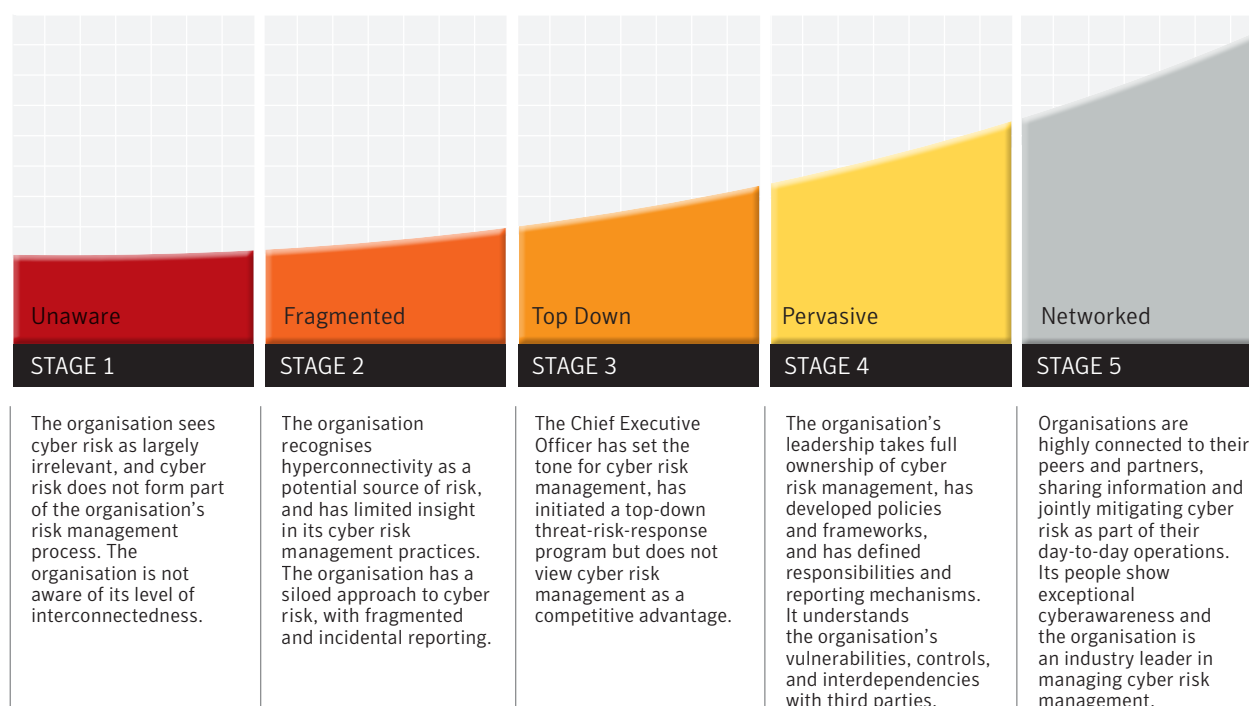 Unaware
STAGE 1
The organisation sees
cyber risk as largely
irrelevant, and cyber
risk does not form part
of the organisation's
risk management
process. The
organisation is not
aware of its level of
interconnectedness.
Fragmented
STAGE 2
The organisation
recognises
hyperconnectivity as a
potential source of risk,
and has limited insight
in its cyber risk
management practices.
The organisation has a
siloed approach to cyber
risk, with fragmented
and incidental reporting.
Top Down
STAGE 3
The Chief Executive
Officer has set the
tone for cyber risk
management, has
initiated a top-down
threat-risk-response
program but does not
view cyber risk
management as a
competitive advantage.
Pervasive
STAGE 4
The organisation's
leadership takes full
ownership of cyber
risk management, has
developed policies
and frameworks,
and has defined
responsibilities and
reporting mechanisms.
It understands
the organisation's
vulnerabilities, controls,
and interdependencies
with third parties.
Networked
STAGE 5
Organisations are
highly connected to their
peers and partners,
sharing information and
jointly mitigating cyber
risk as part of their
day-to-day operations.
Its people show
exceptional
cyberawareness and
the organisation is
an industry leader in
managing cyber risk
management.